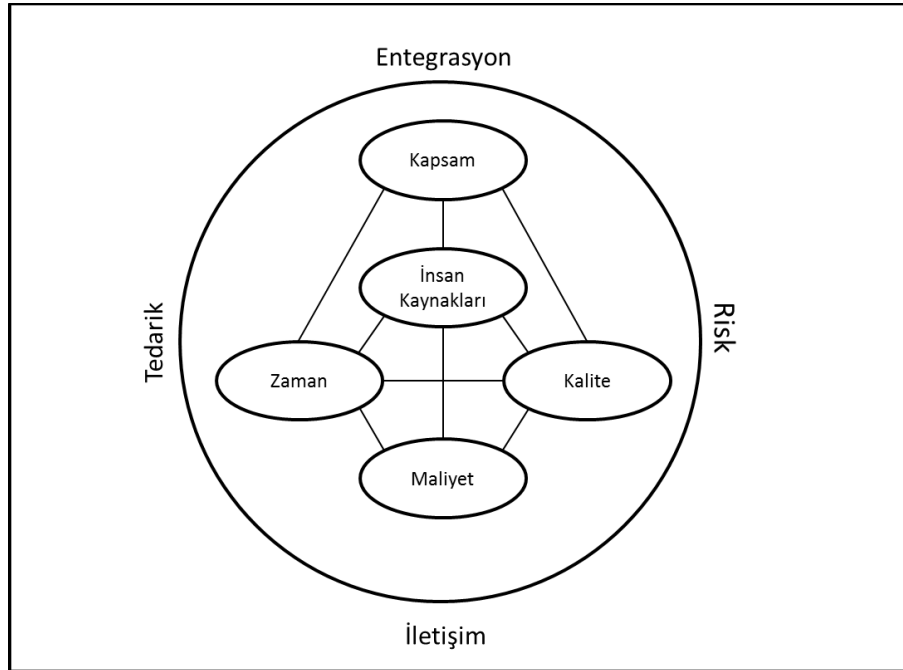 Entegrasyon
Kapsam
İnsan
Kaynakları
Tedarik
Risk
Zaman
Kalite
Maliyet
İletişim